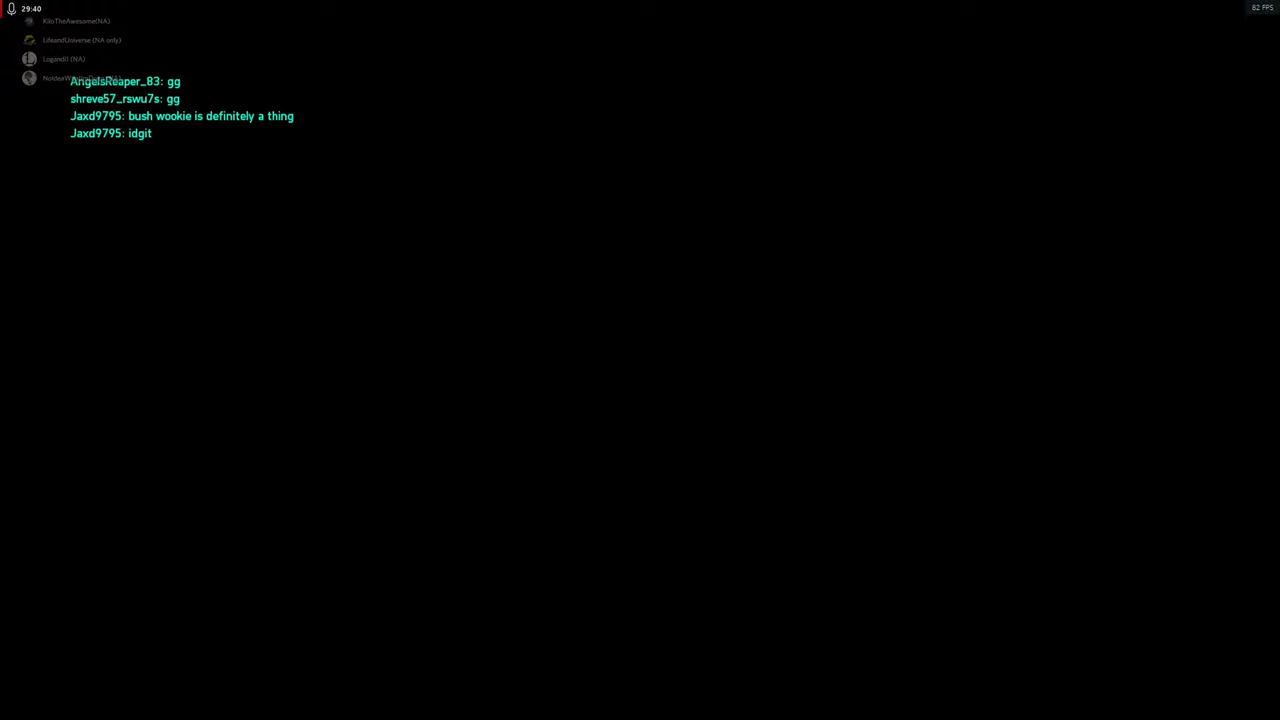 29:40
82 FPS
KiloTheAwesome(NA)
LifeandUniverse (NA only)
Logandl (NA)
AngelsReaper_83: gg
shreve57_rswu7s: gg
Jaxd9795: bush wookie is definitely a thing
Jaxd9795: idgit